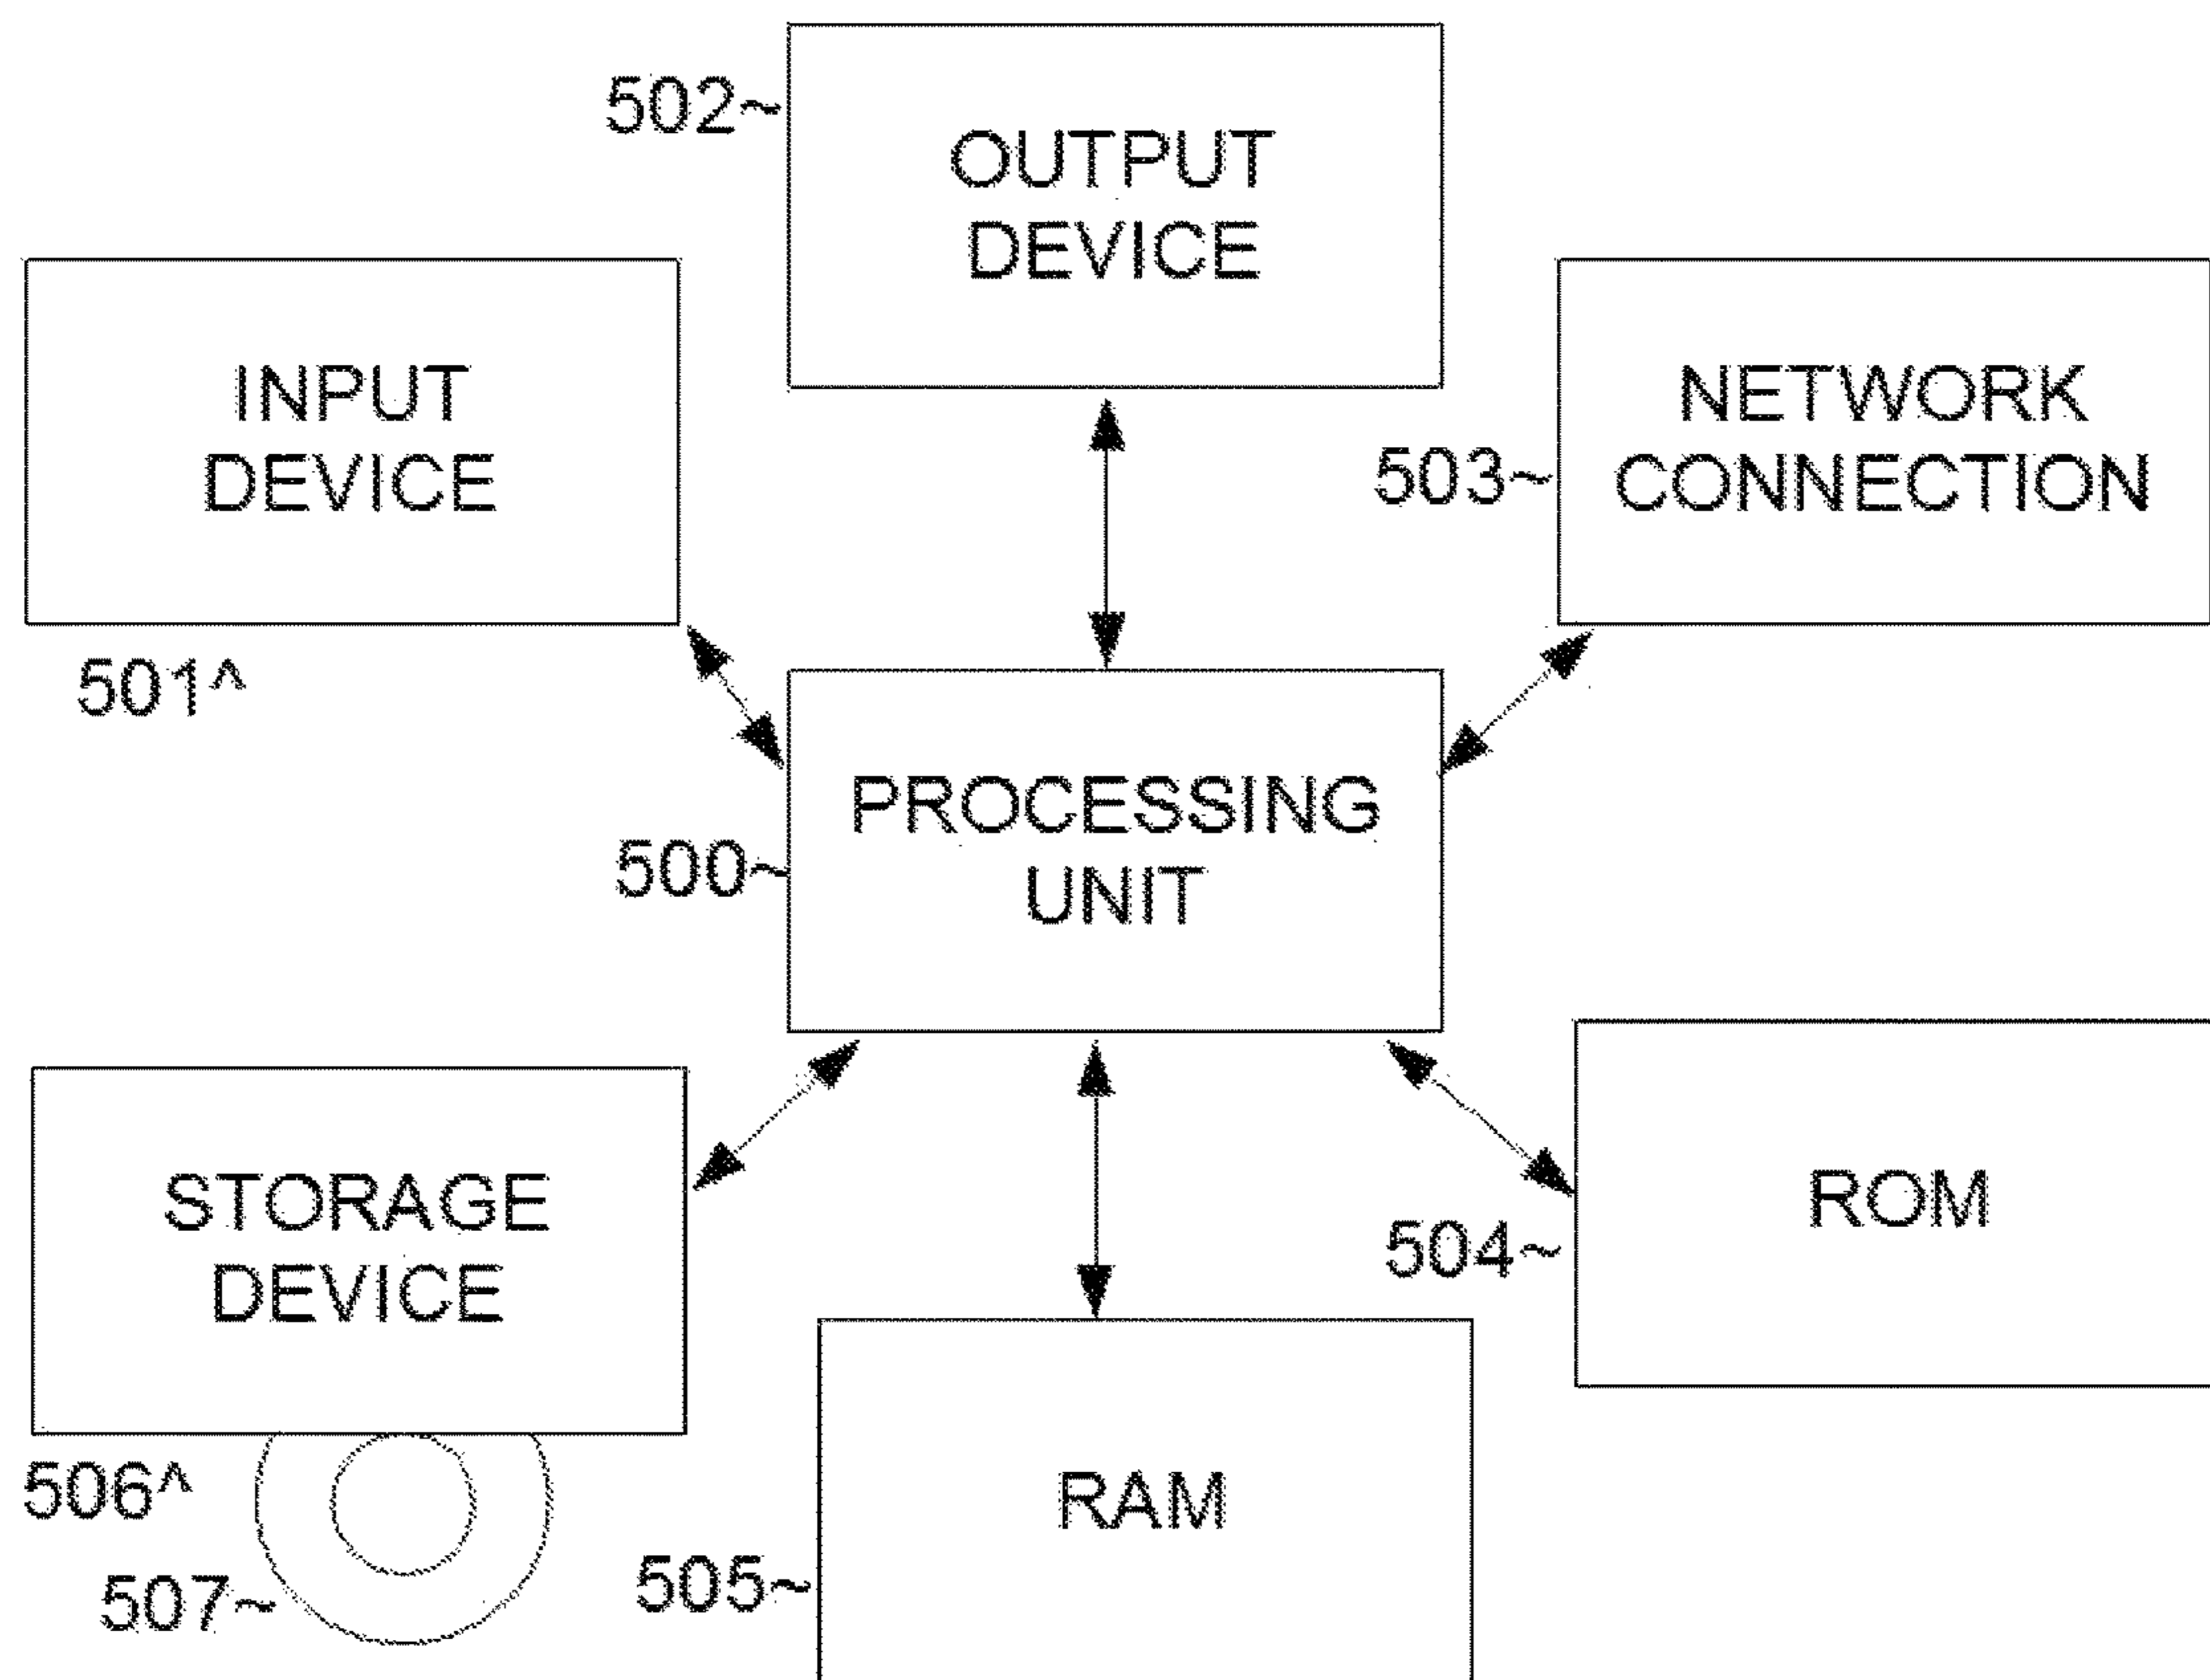 502~
OUTPUT
DEVICE
INPUT
DEVICE
501^
NETWORK
CONNECTION
503~
PROCESSING
UNIT
500~
STORAGE
DEVICE
506^
507~
RAM
505~
ROM
504~